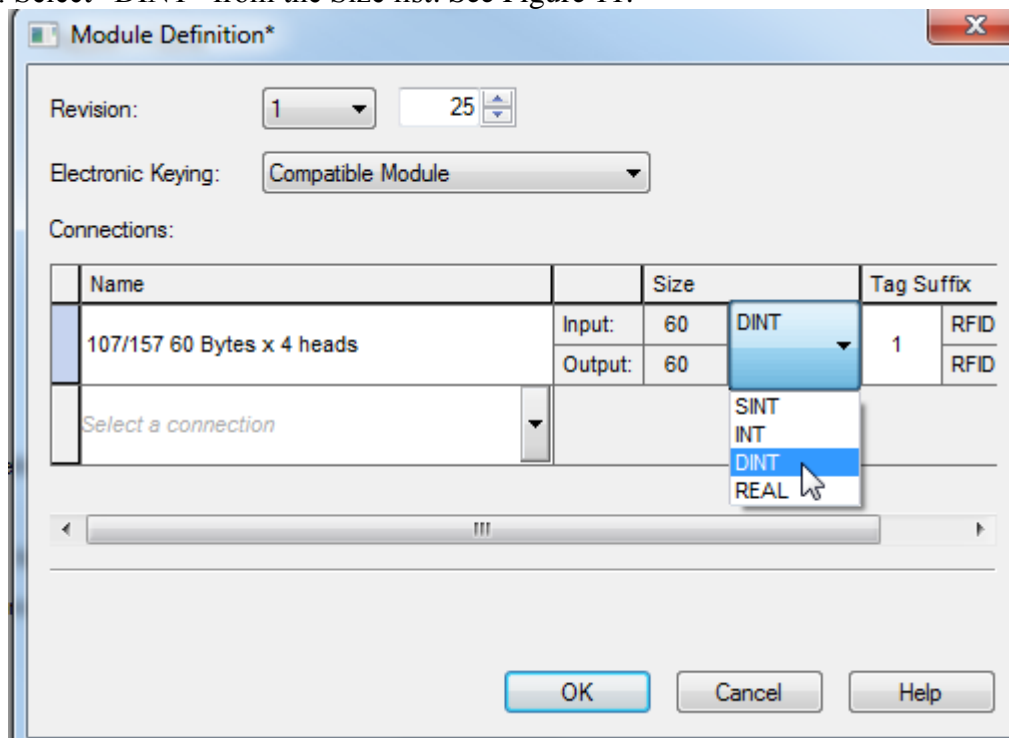 Select "DINT" from the Size list. See Figure 11.
Module Definition*
Revision: 1 25
Electronic Keying: Compatible Module
Connections:
Name Size Tag Suffix
107/157 60 Bytes x 4 heads Input: 60 DINT 1 RFID
Output: 60 RFID
Select a connection
SINT
INT
DINT
REAL
OK Cancel Help